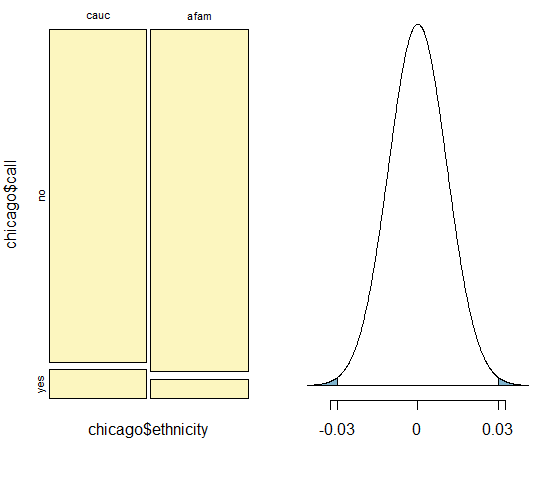 cauc afam
chicago$call
no
yes
chicago$ethnicity
-0.03 0 0.03